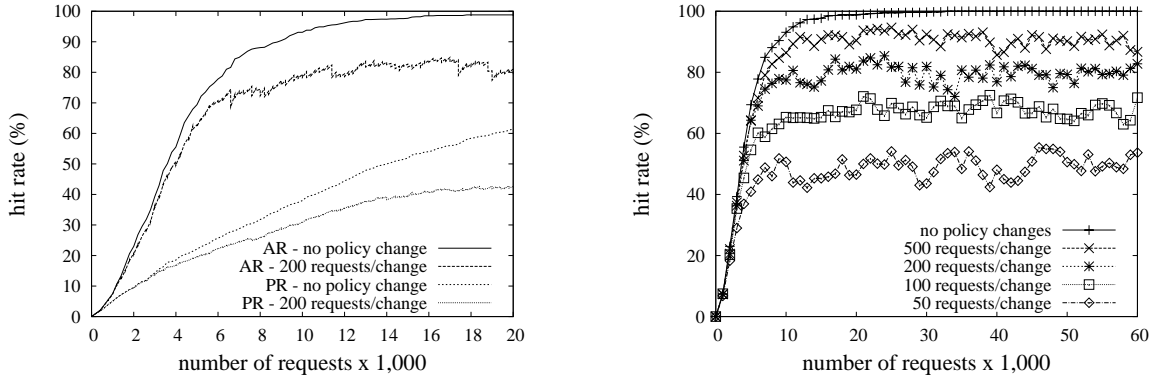 100
90
80
70
60
50
40
30
20
10
0
hit rate (%)
AR - no policy change
AR - 200 requests/change
PR - no policy change
PR - 200 requests/change
0 2 4 6 8 10 12 14 16 18 20
number of requests x 1,000
100
80
60
40
20
0
hit rate (%)
no policy changes
500 requests/change
200 requests/change
100 requests/change
50 requests/change
0 10 20 30 40 50 60
number of requests x 1,000